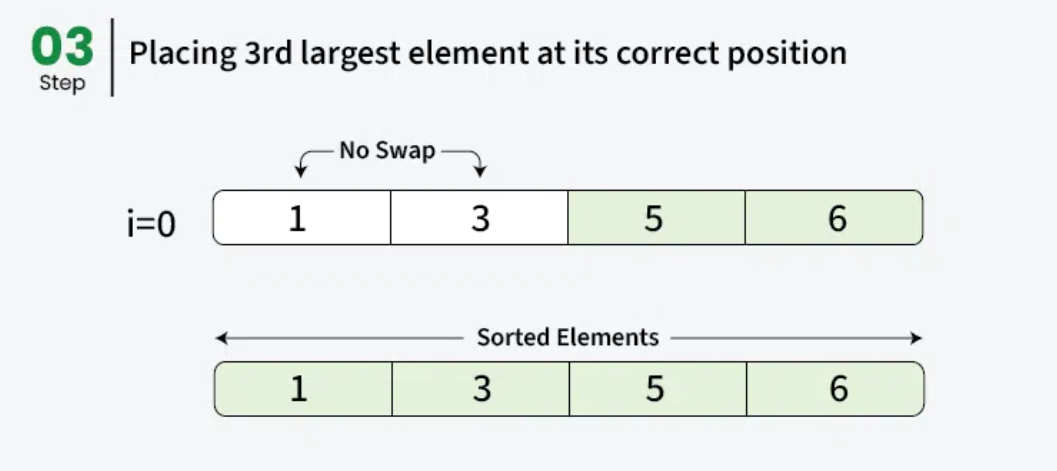 03
Step
Placing 3rd largest element at its correct position
No Swap
i=0 1 3 5 6
Sorted Elements
1 3 5 6